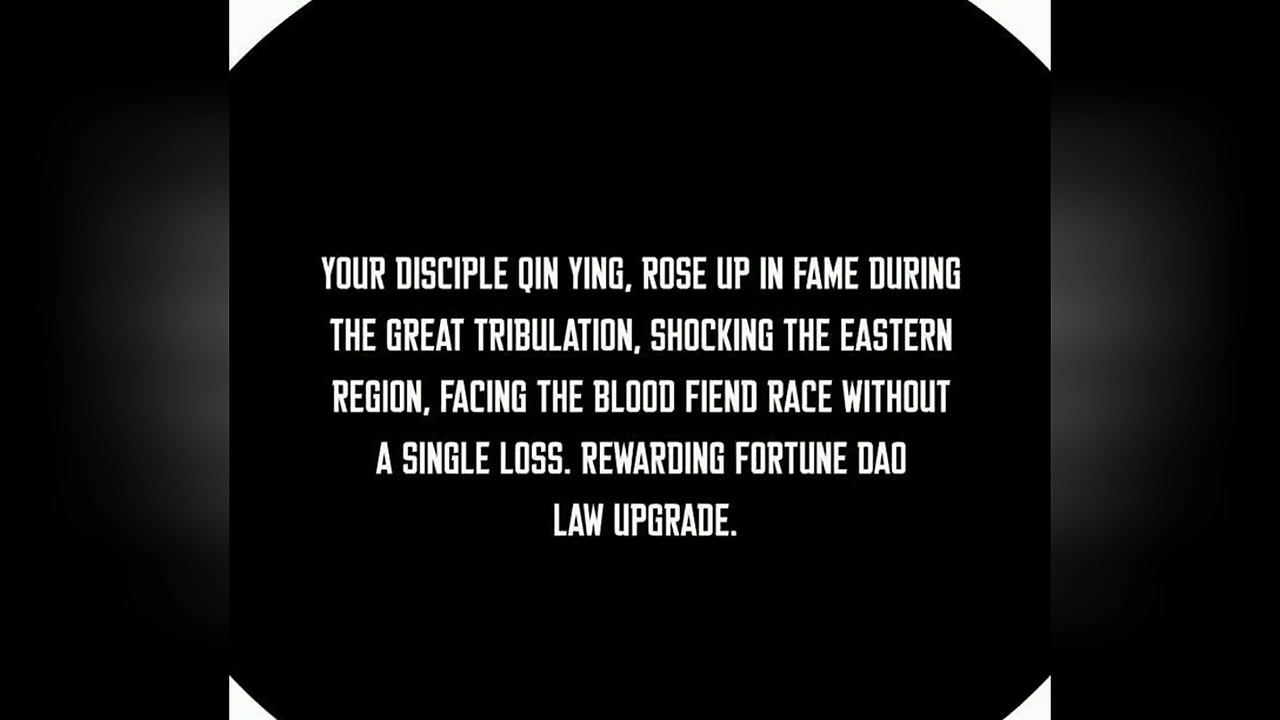 YOUR DISCIPLE QIN YING, ROSE UP IN FAME DURING
THE GREAT TRIBULATION, SHOCKING THE EASTERN
REGION, FACING THE BLOOD FIEND RACE WITHOUT
A SINGLE LOSS. REWARDING FORTUNE DAO
LAW UPGRADE.